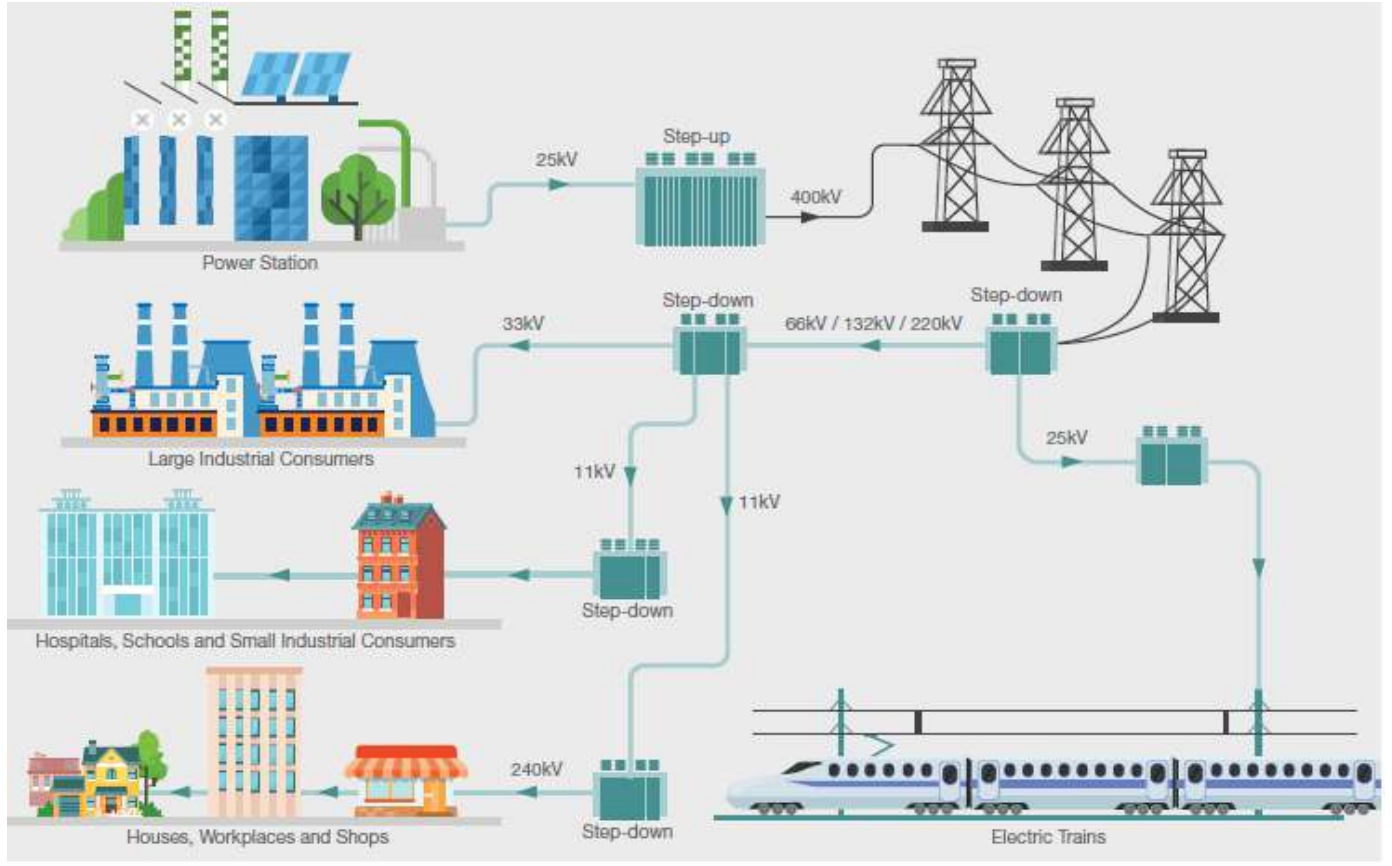 Step-up
25kV
400kV
Power Station
Step-down
Step-down
33kV
66kV / 132kV / 220kV
25kV
Large Industrial Consumers
11kV
11kV
Step-down
Hospitals, Schools and Small Industrial Consumers
240kV
Step-down
Houses, Workplaces and Shops
Electric Trains